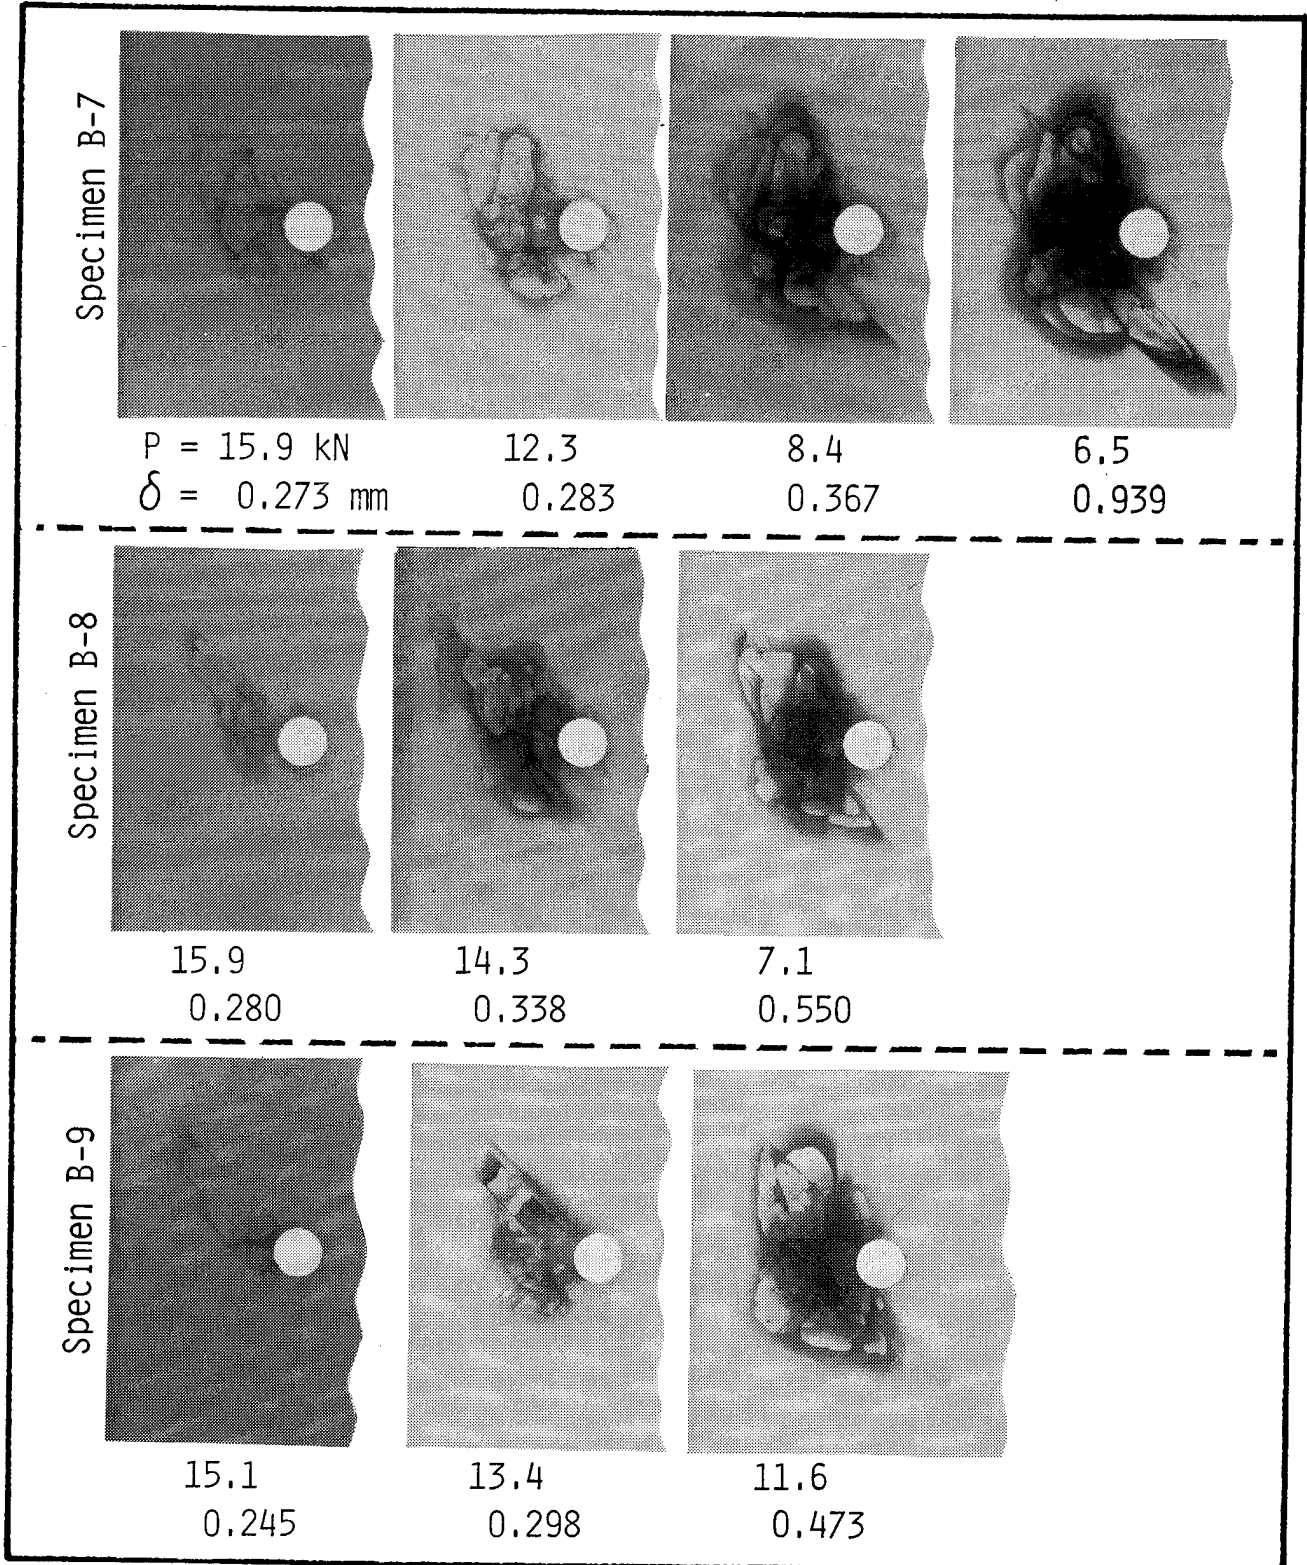 Specimen B-7
P = 15.9 kN 12.3 8.4 6.5
δ = 0.273 mm 0.283 0.367 0.939
Specimen B-8
15.9 14.3 7.1
0.280 0.338 0.550
Specimen B-9
15.1 13.4 11.6
0.245 0.298 0.473